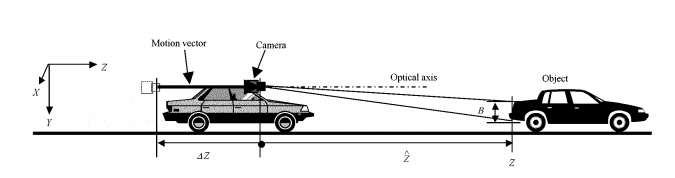 Motion vector
Camera
Z
Optical axis
Object
X
Y
B
ΔZ
Ẑ
Z